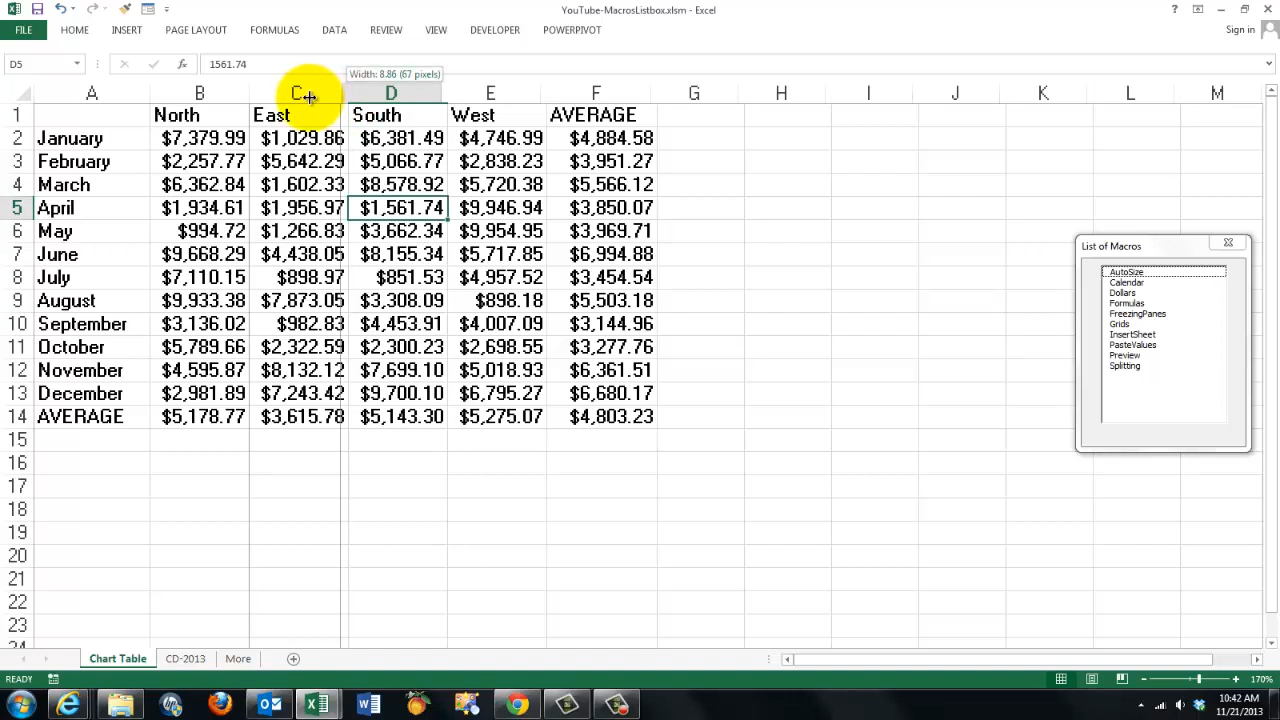 YouTube-MacrosListbox.xlsm - Excel
FILE HOME INSERT PAGE LAYOUT FORMULAS DATA REVIEW VIEW DEVELOPER POWERPIVOT Sign in
D5 fx 1561.74
Width: 8.86 (67 pixels)
A B C D E F G H I J K L M
1 North East South West AVERAGE
2 January $7,379.99 $1,029.86 $6,381.49 $4,746.99 $4,884.58
3 February $2,257.77 $5,642.29 $5,066.77 $2,838.23 $3,951.27
4 March $6,362.84 $1,602.33 $8,578.92 $5,720.38 $5,566.12
5 April $1,934.61 $1,956.97 $1,561.74 $9,946.94 $3,850.07
6 May $994.72 $1,266.83 $3,662.34 $9,954.95 $3,969.71
7 June $9,668.29 $4,438.05 $8,155.34 $5,717.85 $6,994.88
8 July $7,110.15 $898.97 $851.53 $4,957.52 $3,454.54
9 August $9,933.38 $7,873.05 $3,308.09 $898.18 $5,503.18
10 September $3,136.02 $982.83 $4,453.91 $4,007.09 $3,144.96
11 October $5,789.66 $2,322.59 $2,300.23 $2,698.55 $3,277.76
12 November $4,595.87 $8,132.12 $7,699.10 $5,018.93 $6,361.51
13 December $2,981.89 $7,243.42 $9,700.10 $6,795.27 $6,680.17
14 AVERAGE $5,178.77 $3,615.78 $5,143.30 $5,275.07 $4,803.23
15
16
17
18
19
20
21
22
23
24
List of Macros
AutoSize
Calendar
Dollars
Formulas
FreezingPanes
Grids
InsertSheet
PasteValues
Preview
Splitting
Chart Table CD-2013 More
READY 170%
10:42 AM
11/21/2013